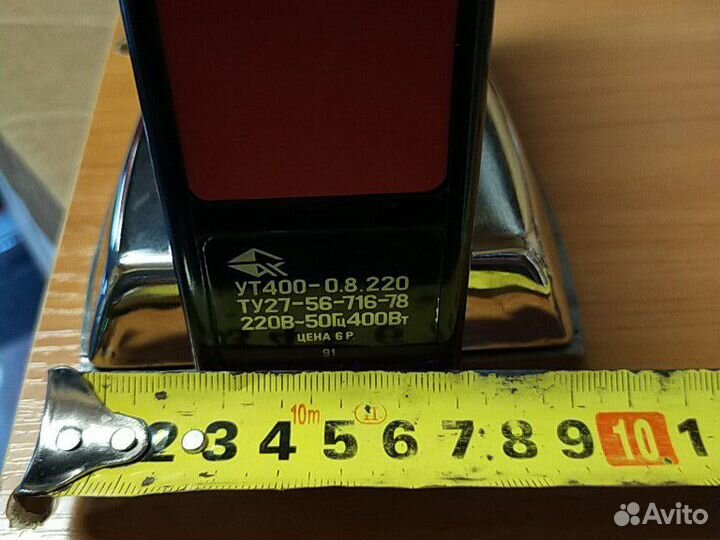 УТ400-0.8.220
ТУ27-56-716-78
220В~50Гц 400Вт
ЦЕНА 6 Р.
91
10m
2 3 4 5 6 7 8 9 10 1
Avito